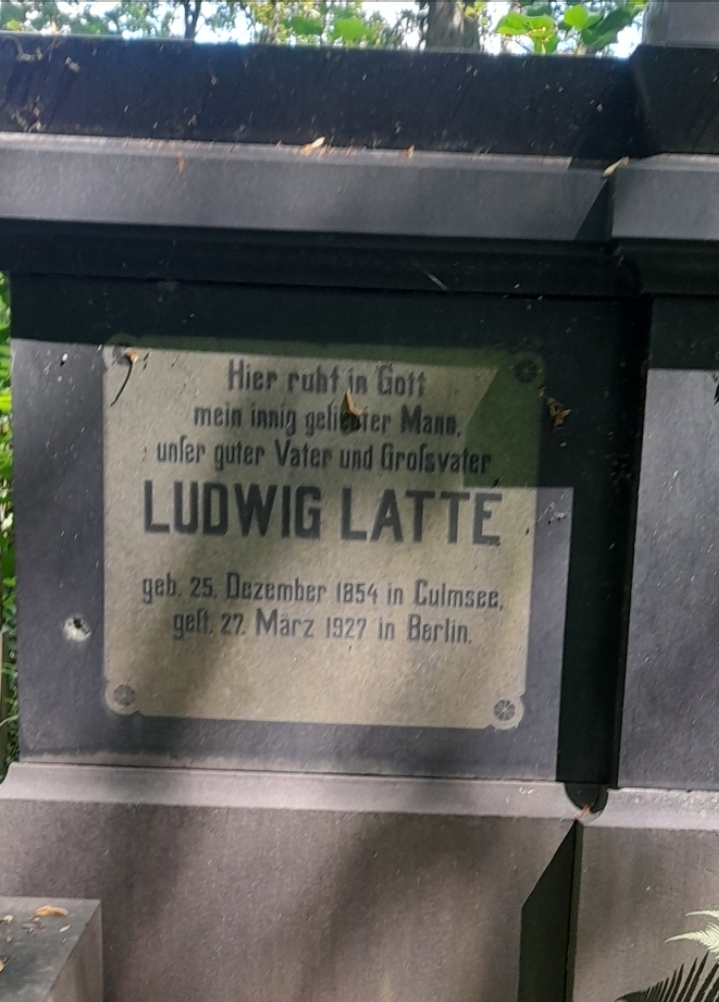 Hier ruht in Gott
mein innig geliebter Mann,
unſer guter Vater und Groſsvater
LUDWIG LATTE
geb. 25. Dezember 1854 in Culmsee,
geſt. 27. März 1927 in Berlin.